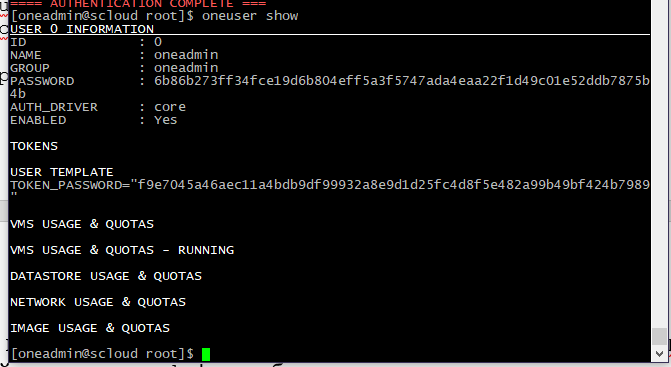 ==== AUTHENTICATION COMPLETE ===
[oneadmin@scloud root]$ oneuser show
USER 0 INFORMATION
ID : 0
NAME : oneadmin
GROUP : oneadmin
PASSWORD : 6b86b273ff34fce19d6b804eff5a3f5747ada4eaa22f1d49c01e52ddb7875b
4b
AUTH_DRIVER : core
ENABLED : Yes
TOKENS
USER TEMPLATE
TOKEN_PASSWORD="f9e7045a46aec11a4bdb9df99932a8e9d1d25fc4d8f5e482a99b49bf424b7989
"
VMS USAGE & QUOTAS
VMS USAGE & QUOTAS - RUNNING
DATASTORE USAGE & QUOTAS
NETWORK USAGE & QUOTAS
IMAGE USAGE & QUOTAS
[oneadmin@scloud root]$